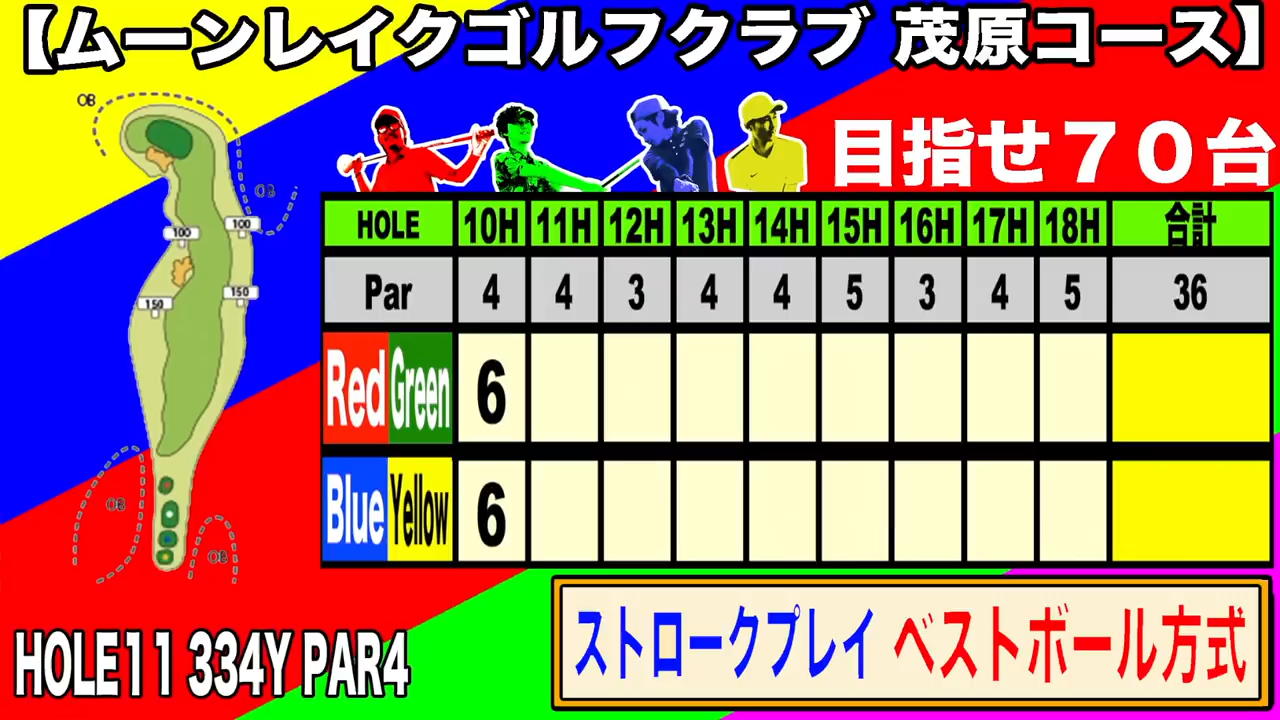 【ムーンレイクゴルフクラブ 茂原コース】
目指せ７０台
OB
OB
100
100
150
150
OB
OB
HOLE 10H 11H 12H 13H 14H 15H 16H 17H 18H 合計
Par 4 4 3 4 4 5 3 4 5 36
Red Green 6
Blue Yellow 6
HOLE11 334Y PAR4
ストロークプレイ ベストボール方式